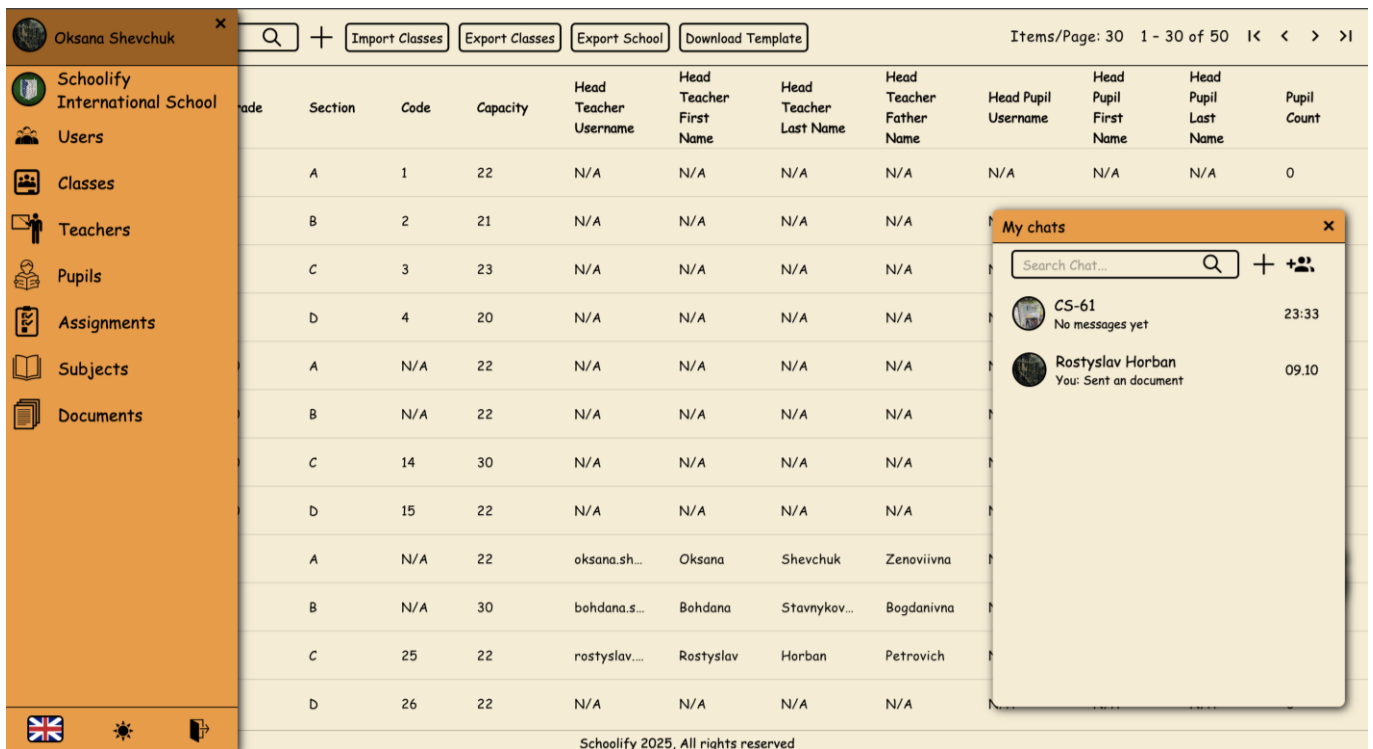 Oksana Shevchuk ×
Import Classes Export Classes Export School Download Template Items/Page: 30 1 - 30 of 50
Schoolify
International School
Users
Classes
Teachers
Pupils
Assignments
Subjects
Documents
Section Code Capacity Head Teacher Username Head Teacher First Name Head Teacher Last Name Head Teacher Father Name Head Pupil Username Head Pupil First Name Head Pupil Last Name Pupil Count
A 1 22 N/A N/A N/A N/A N/A N/A N/A 0
B 2 21 N/A N/A N/A N/A
C 3 23 N/A N/A N/A N/A
D 4 20 N/A N/A N/A N/A
A N/A 22 N/A N/A N/A N/A
B N/A 22 N/A N/A N/A N/A
C 14 30 N/A N/A N/A N/A
D 15 22 N/A N/A N/A N/A
A N/A 22 oksana.sh... Oksana Shevchuk Zenoviivna
B N/A 30 bohdana.s... Bohdana Stavnykov... Bogdanivna
C 25 22 rostyslav.... Rostyslav Horban Petrovich
D 26 22 N/A N/A N/A N/A
My chats ×
Search Chat...
CS-61 23:33
No messages yet
Rostyslav Horban 09.10
You: Sent an document
Schoolify 2025, All rights reserved